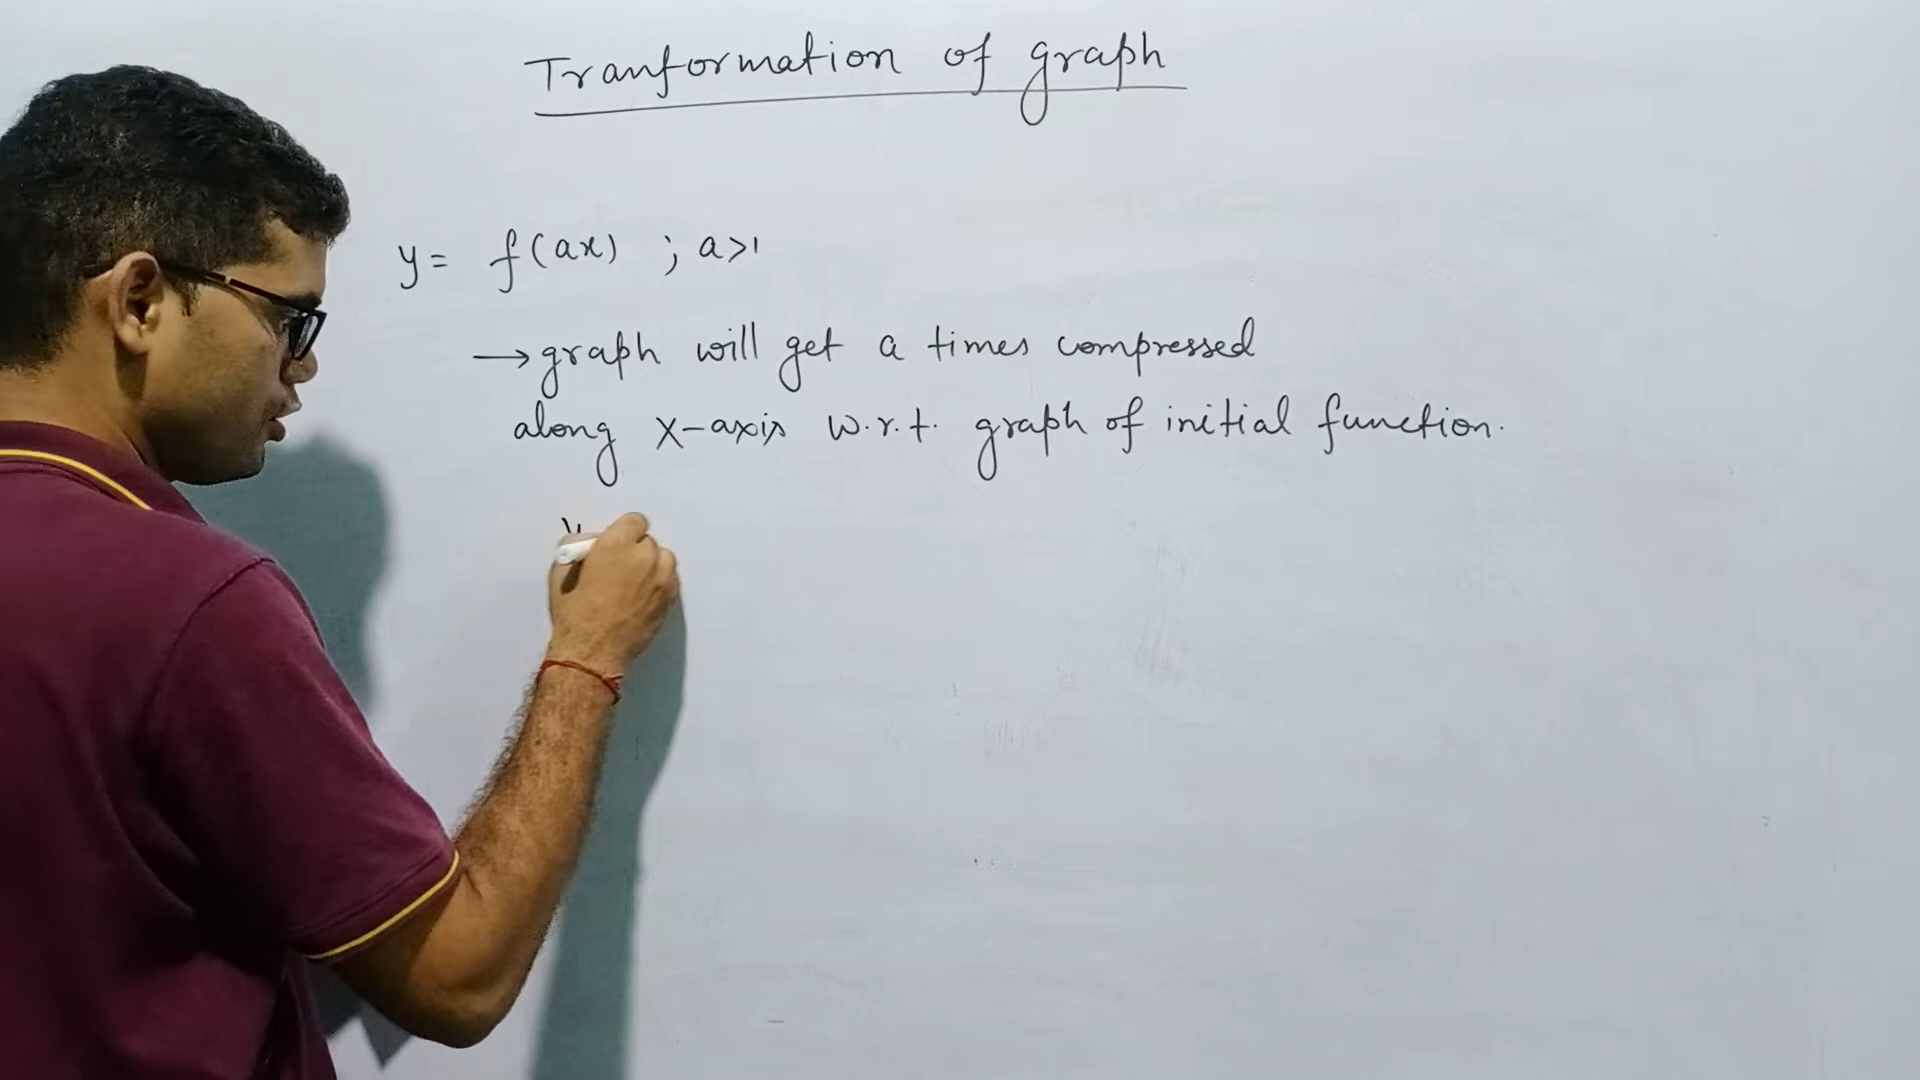 Tranformation of graph
y = f(ax) ; a>1
→ graph will get a times compressed
along x-axis w.r.t. graph of initial function.
y